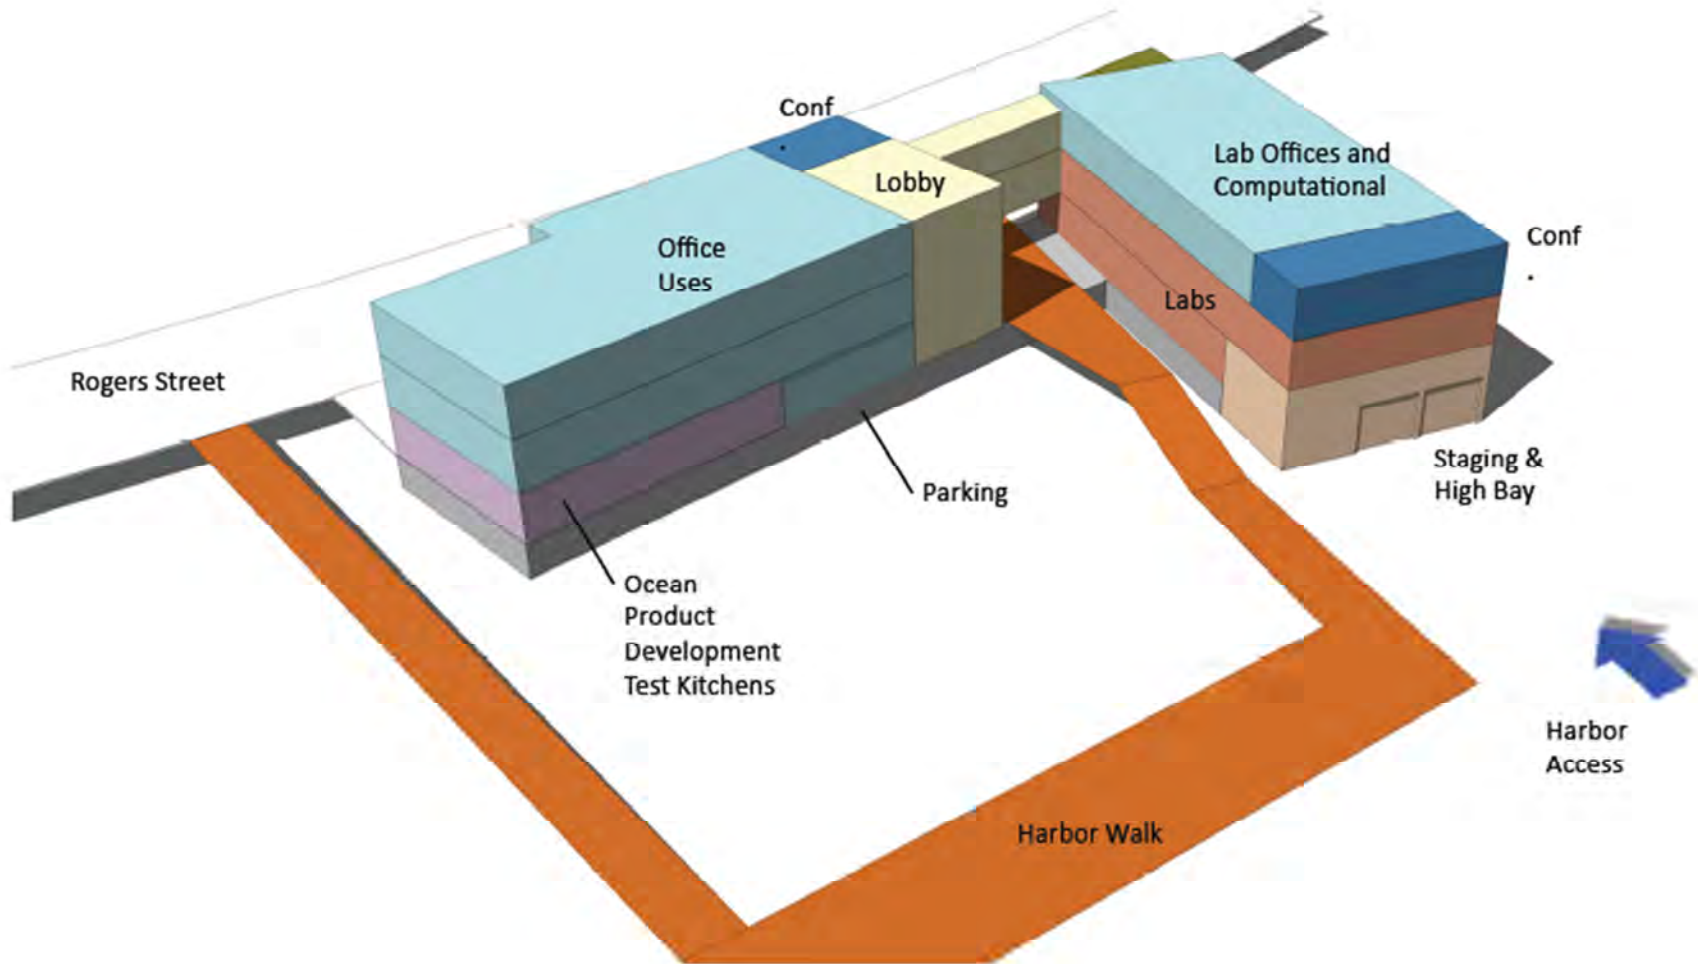 Conf
.
Lobby
Lab Offices and
Computational
Conf
.
Office
Uses
Labs
Rogers Street
Staging &
High Bay
Parking
Ocean
Product
Development
Test Kitchens
Harbor
Access
Harbor Walk